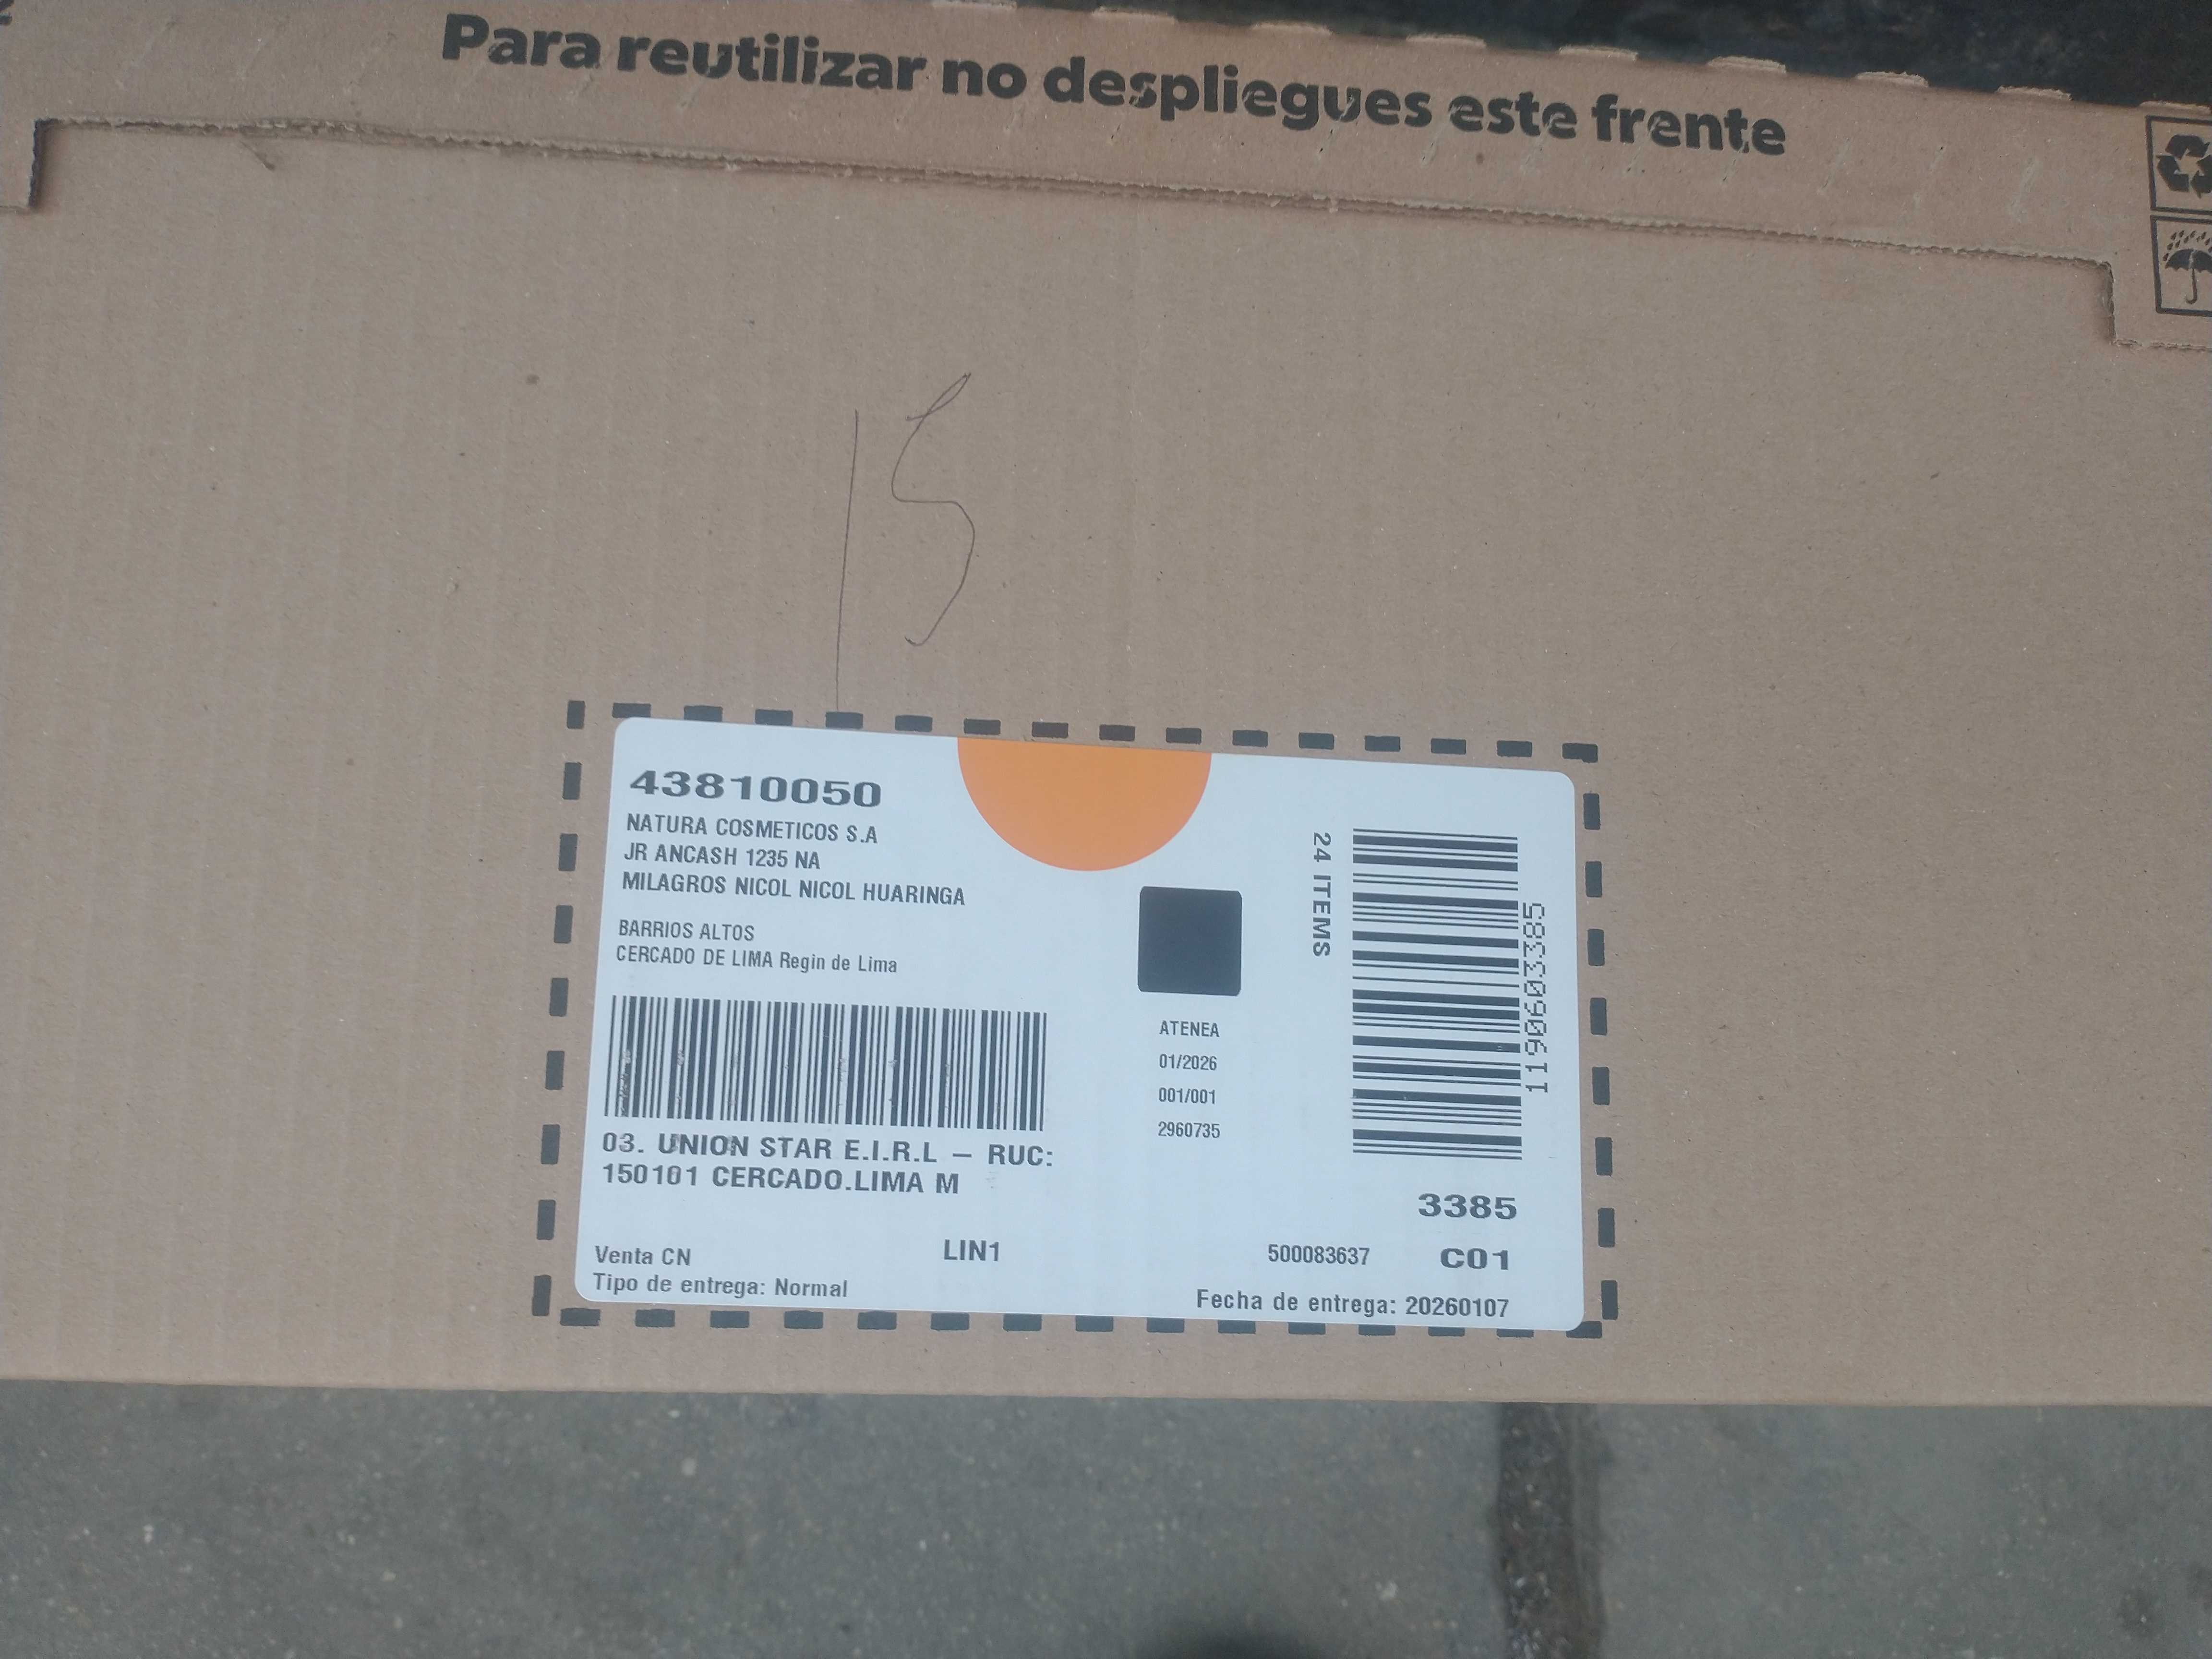 Para reutilizar no despliegues este frente
15
43810050
NATURA COSMETICOS S.A
JR ANCASH 1235 NA
MILAGROS NICOL NICOL HUARINGA
BARRIOS ALTOS
CERCADO DE LIMA Regin de Lima
03. UNION STAR E.I.R.L – RUC:
150101 CERCADO.LIMA M
Venta CN
LIN1
Tipo de entrega: Normal
ATENEA
01/2026
001/001
2960735
24 ITEMS
1190603385
3385
500083637
C01
Fecha de entrega: 20260107